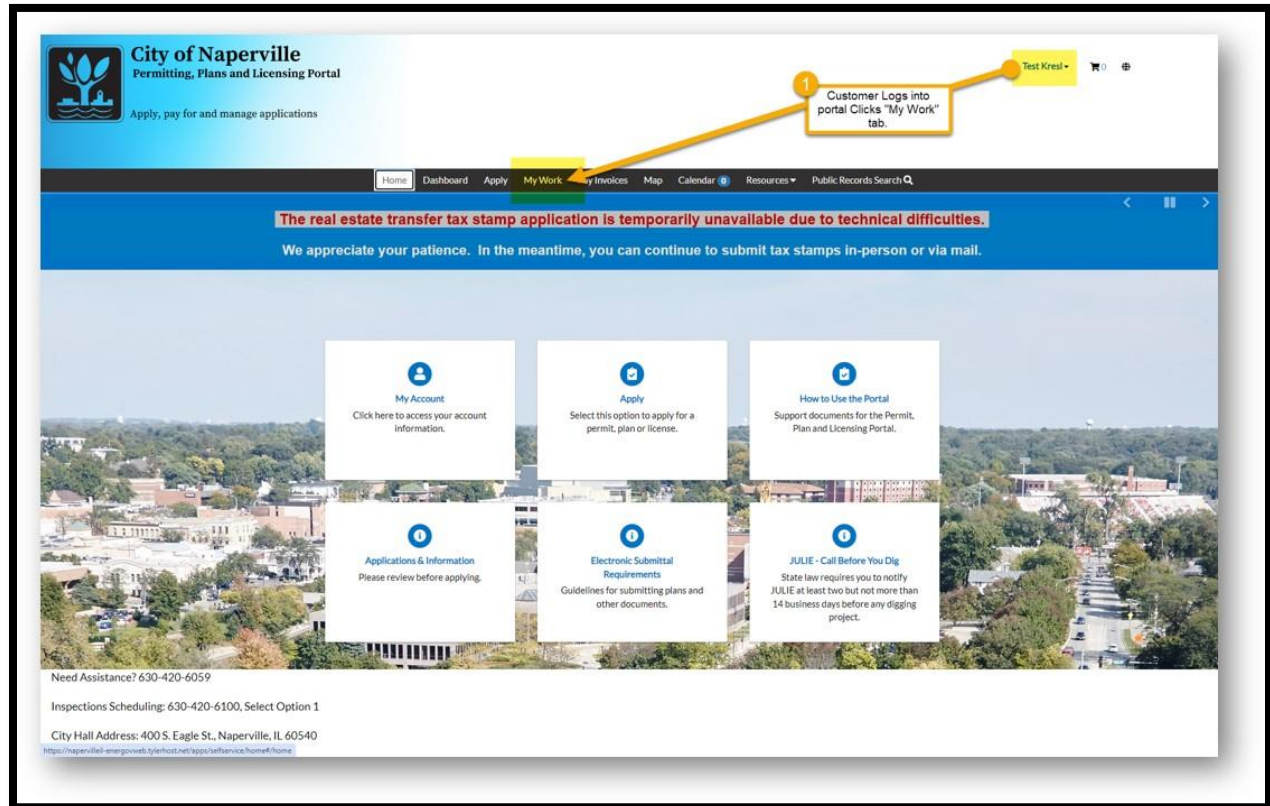 City of Naperville
Permitting, Plans and Licensing Portal
Apply, pay for and manage applications
Test Kresl
0
1
Customer Logs into
portal Clicks "My Work"
tab.
Home Dashboard Apply My Work y Invoices Map Calendar 0 Resources Public Records Search
The real estate transfer tax stamp application is temporarily unavailable due to technical difficulties.
We appreciate your patience. In the meantime, you can continue to submit tax stamps in-person or via mail.
My Account
Click here to access your account
information.
Apply
Select this option to apply for a
permit, plan or license.
How to Use the Portal
Support documents for the Permit,
Plan and Licensing Portal.
Applications & Information
Please review before applying.
Electronic Submittal
Requirements
Guidelines for submitting plans and
other documents.
JULIE - Call Before You Dig
State law requires you to notify
JULIE at least two but not more than
14 business days before any digging
project.
Need Assistance? 630-420-6059
Inspections Scheduling: 630-420-6100, Select Option 1
City Hall Address: 400 S. Eagle St., Naperville, IL 60540
https://napervilleil-energovweb.tylerhost.net/apps/selfservice/home#/home